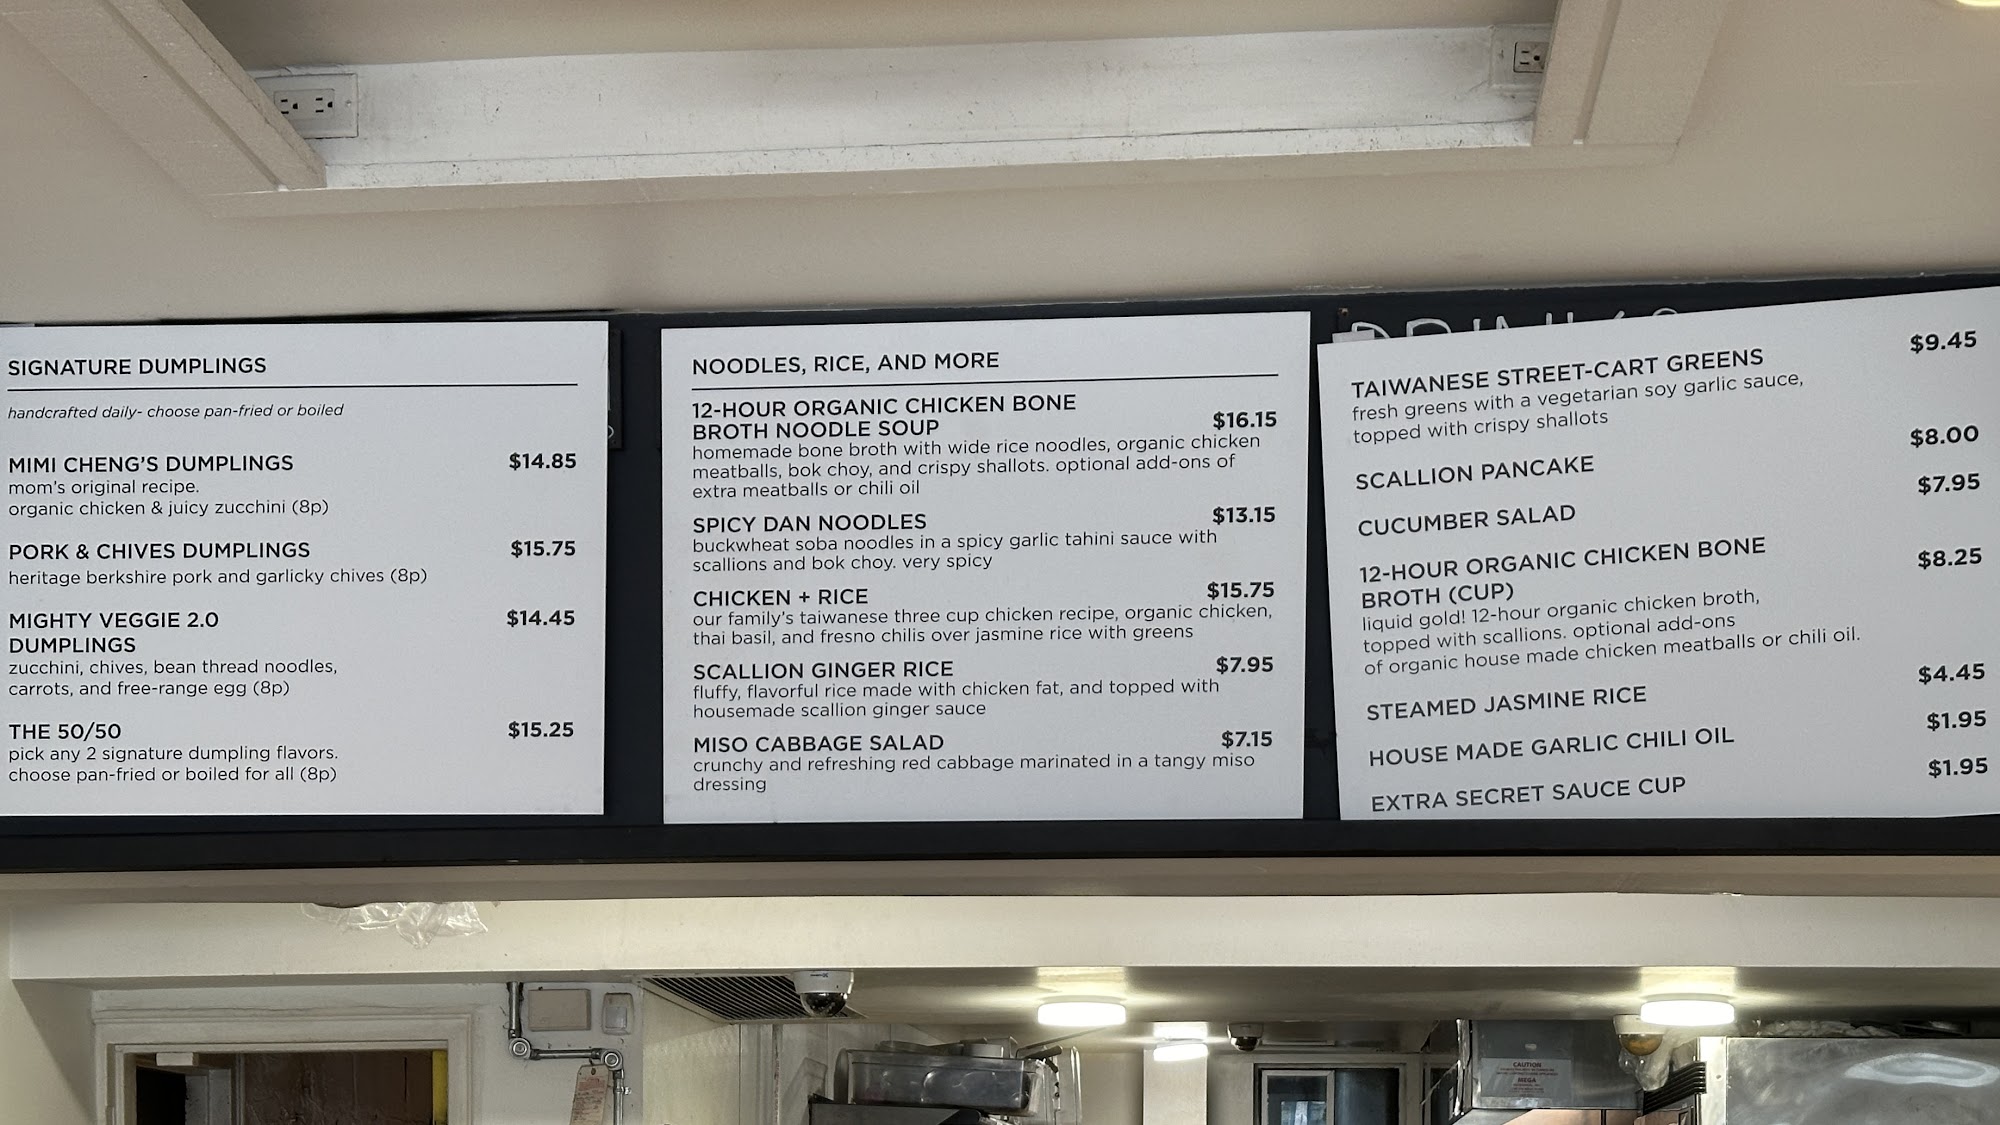 SIGNATURE DUMPLINGS
handcrafted daily- choose pan-fried or boiled
MIMI CHENG'S DUMPLINGS $14.85
mom's original recipe.
organic chicken & juicy zucchini (8p)
PORK & CHIVES DUMPLINGS $15.75
heritage berkshire pork and garlicky chives (8p)
MIGHTY VEGGIE 2.0 $14.45
DUMPLINGS
zucchini, chives, bean thread noodles,
carrots, and free-range egg (8p)
THE 50/50 $15.25
pick any 2 signature dumpling flavors.
choose pan-fried or boiled for all (8p)
NOODLES, RICE, AND MORE
12-HOUR ORGANIC CHICKEN BONE
BROTH NOODLE SOUP $16.15
homemade bone broth with wide rice noodles, organic chicken
meatballs, bok choy, and crispy shallots. optional add-ons of
extra meatballs or chili oil
SPICY DAN NOODLES $13.15
buckwheat soba noodles in a spicy garlic tahini sauce with
scallions and bok choy. very spicy
CHICKEN + RICE $15.75
our family's taiwanese three cup chicken recipe, organic chicken,
thai basil, and fresno chilis over jasmine rice with greens
SCALLION GINGER RICE $7.95
fluffy, flavorful rice made with chicken fat, and topped with
housemade scallion ginger sauce
MISO CABBAGE SALAD $7.15
crunchy and refreshing red cabbage marinated in a tangy miso
dressing
TAIWANESE STREET-CART GREENS $9.45
fresh greens with a vegetarian soy garlic sauce,
topped with crispy shallots
SCALLION PANCAKE $8.00
CUCUMBER SALAD $7.95
12-HOUR ORGANIC CHICKEN BONE $8.25
BROTH (CUP)
liquid gold! 12-hour organic chicken broth,
topped with scallions. optional add-ons
of organic house made chicken meatballs or chili oil.
STEAMED JASMINE RICE $4.45
HOUSE MADE GARLIC CHILI OIL $1.95
EXTRA SECRET SAUCE CUP $1.95
CAUTION
MEGA